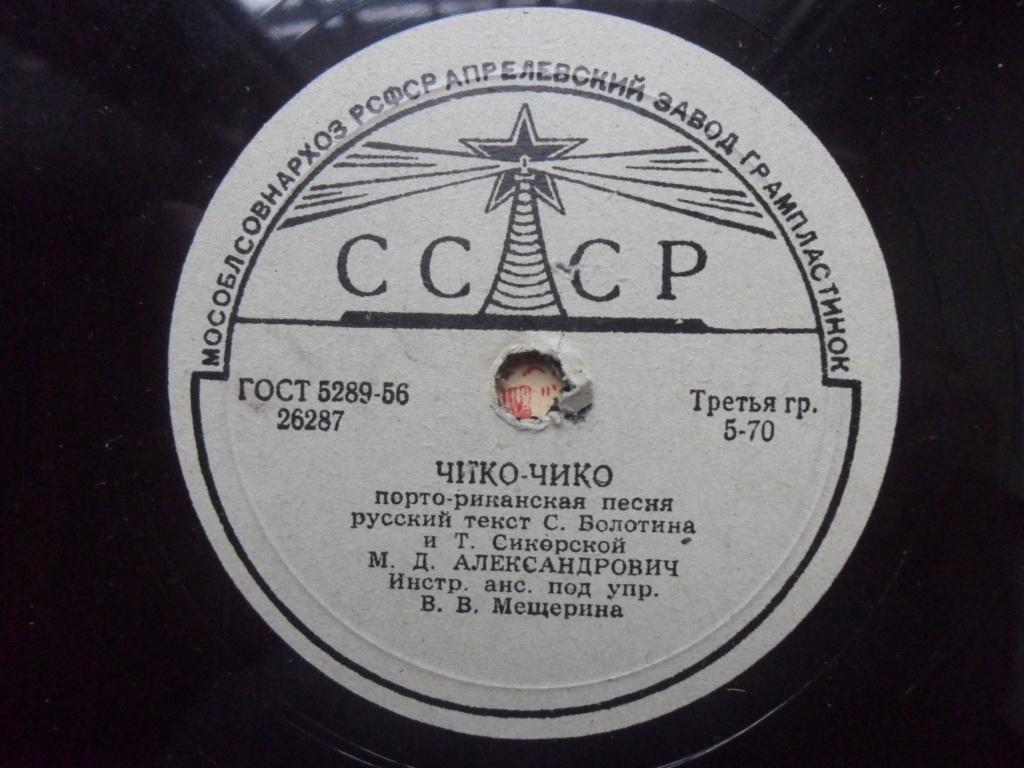 МОСОБЛСОВНАРХОЗ РСФСР АПРЕЛЕВСКИЙ ЗАВОД ГРАМПЛАСТИНОК
СССР
ГОСТ 5289-56
26287
Третья гр.
5-70
ЧИКО-ЧИКО
порто-риканская песня
русский текст С. Болотина
и Т. Сикорской
М. Д. АЛЕКСАНДРОВИЧ
Инстр. анс. под упр.
В. В. Мещерина